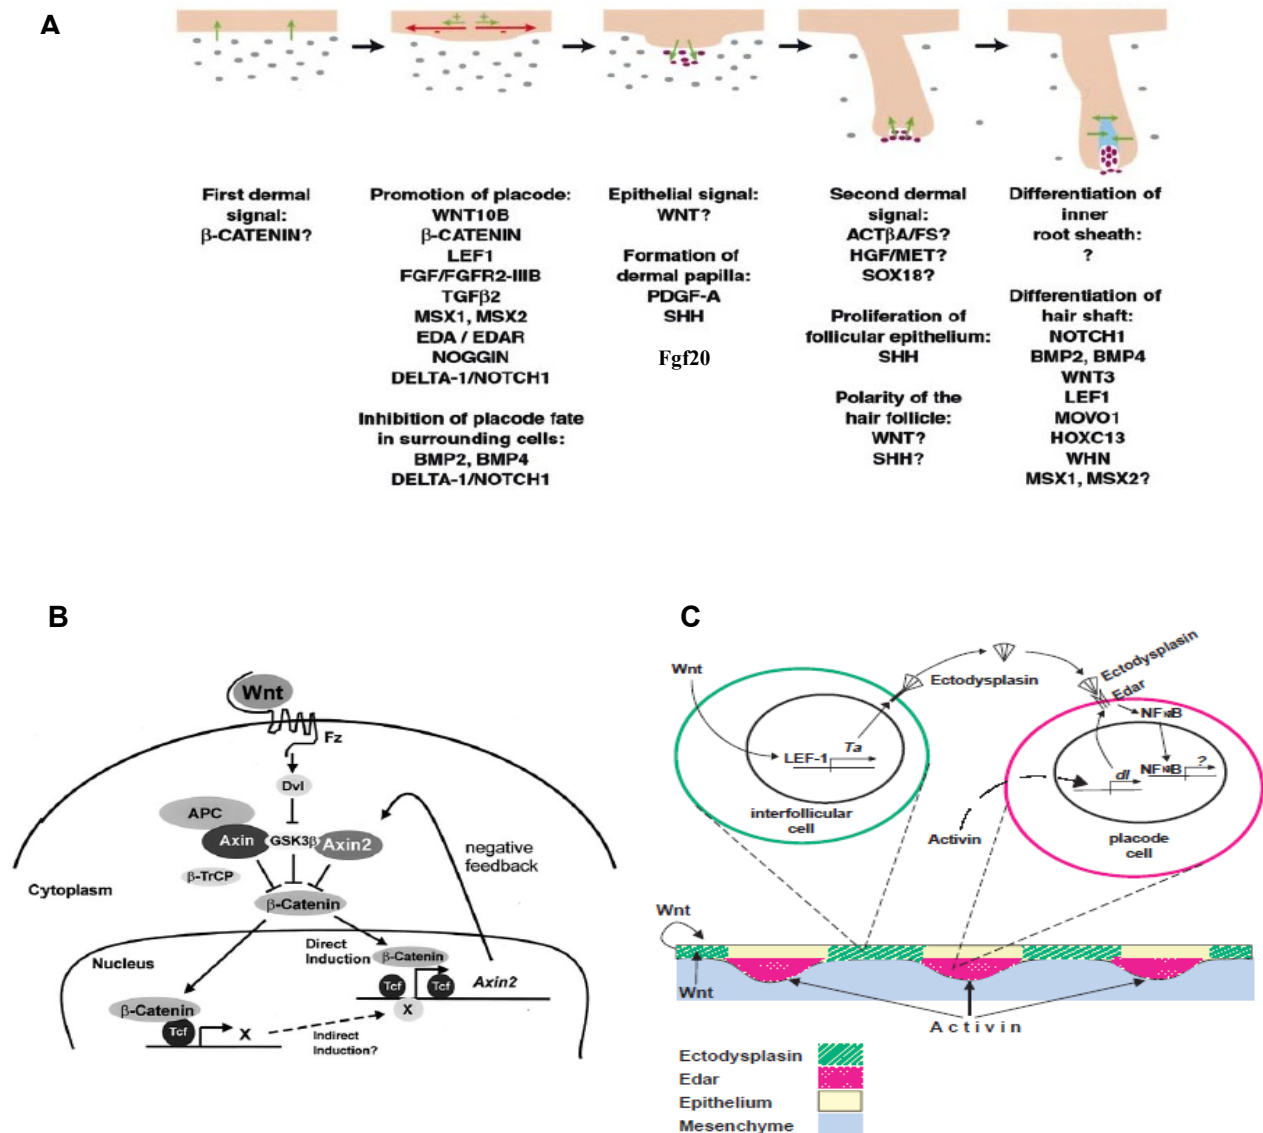 A
+ +
- -
First dermal
signal:
β-CATENIN?
Promotion of placode:
WNT10B
β-CATENIN
LEF1
FGF/FGFR2-IIIB
TGFβ2
MSX1, MSX2
EDA / EDAR
NOGGIN
DELTA-1/NOTCH1
Inhibition of placode fate
in surrounding cells:
BMP2, BMP4
DELTA-1/NOTCH1
Epithelial signal:
WNT?
Formation of
dermal papilla:
PDGF-A
SHH
Fgf20
Second dermal
signal:
ACTβA/FS?
HGF/MET?
SOX18?
Proliferation of
follicular epithelium:
SHH
Polarity of the
hair follicle:
WNT?
SHH?
Differentiation of
inner
root sheath:
?
Differentiation of
hair shaft:
NOTCH1
BMP2, BMP4
WNT3
LEF1
MOVO1
HOXC13
WHN
MSX1, MSX2?
B
Wnt
Fz
Dvl
APC
Axin
GSK3β
Axin2
β-TrCP
negative
feedback
Cytoplasm
β-Catenin
Nucleus
Direct
Induction
β-Catenin
Tcf
Tcf
Axin2
X
β-Catenin
Tcf
X
Indirect
Induction?
C
Wnt
Ectodysplasin
LEF-1
Ta
interfollicular
cell
Ectodysplasin
Edar
NFκB
dl
NFκB
?
Activin
placode
cell
Wnt
Wnt
Activin
Ectodysplasin
Edar
Epithelium
Mesenchyme